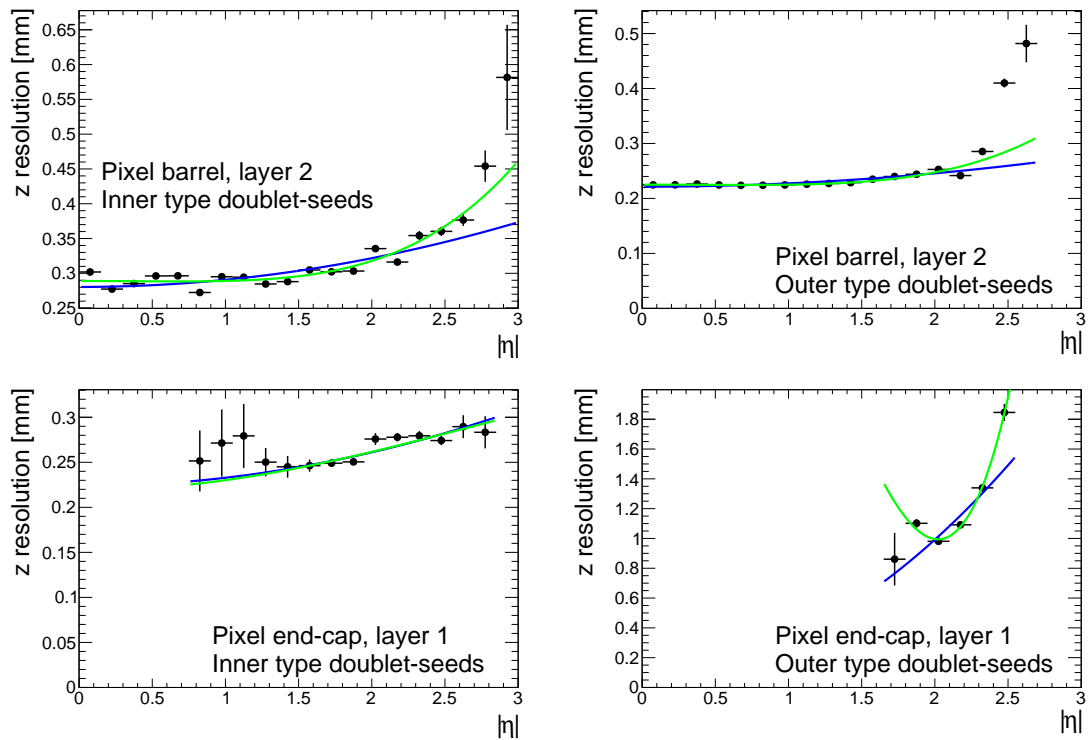 z resolution [mm]
0.65
0.6
0.55
0.5
0.45
0.4
0.35
0.3
0.25
Pixel barrel, layer 2
Inner type doublet-seeds
0 0.5 1 1.5 2 2.5 3
|η|
z resolution [mm]
0.5
0.4
0.3
0.2
0.1
0
Pixel barrel, layer 2
Outer type doublet-seeds
0 0.5 1 1.5 2 2.5 3
|η|
z resolution [mm]
0.3
0.25
0.2
0.15
0.1
0.05
0
Pixel end-cap, layer 1
Inner type doublet-seeds
0 0.5 1 1.5 2 2.5 3
|η|
z resolution [mm]
1.8
1.6
1.4
1.2
1
0.8
0.6
0.4
0.2
0
Pixel end-cap, layer 1
Outer type doublet-seeds
0 0.5 1 1.5 2 2.5 3
|η|